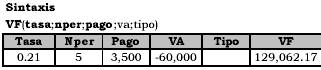 Sintaxis
VF(tasa;nper;pago;va;tipo)
Tasa Nper Pago VA Tipo VF
0.21 5 3,500 -60,000 129,062.17